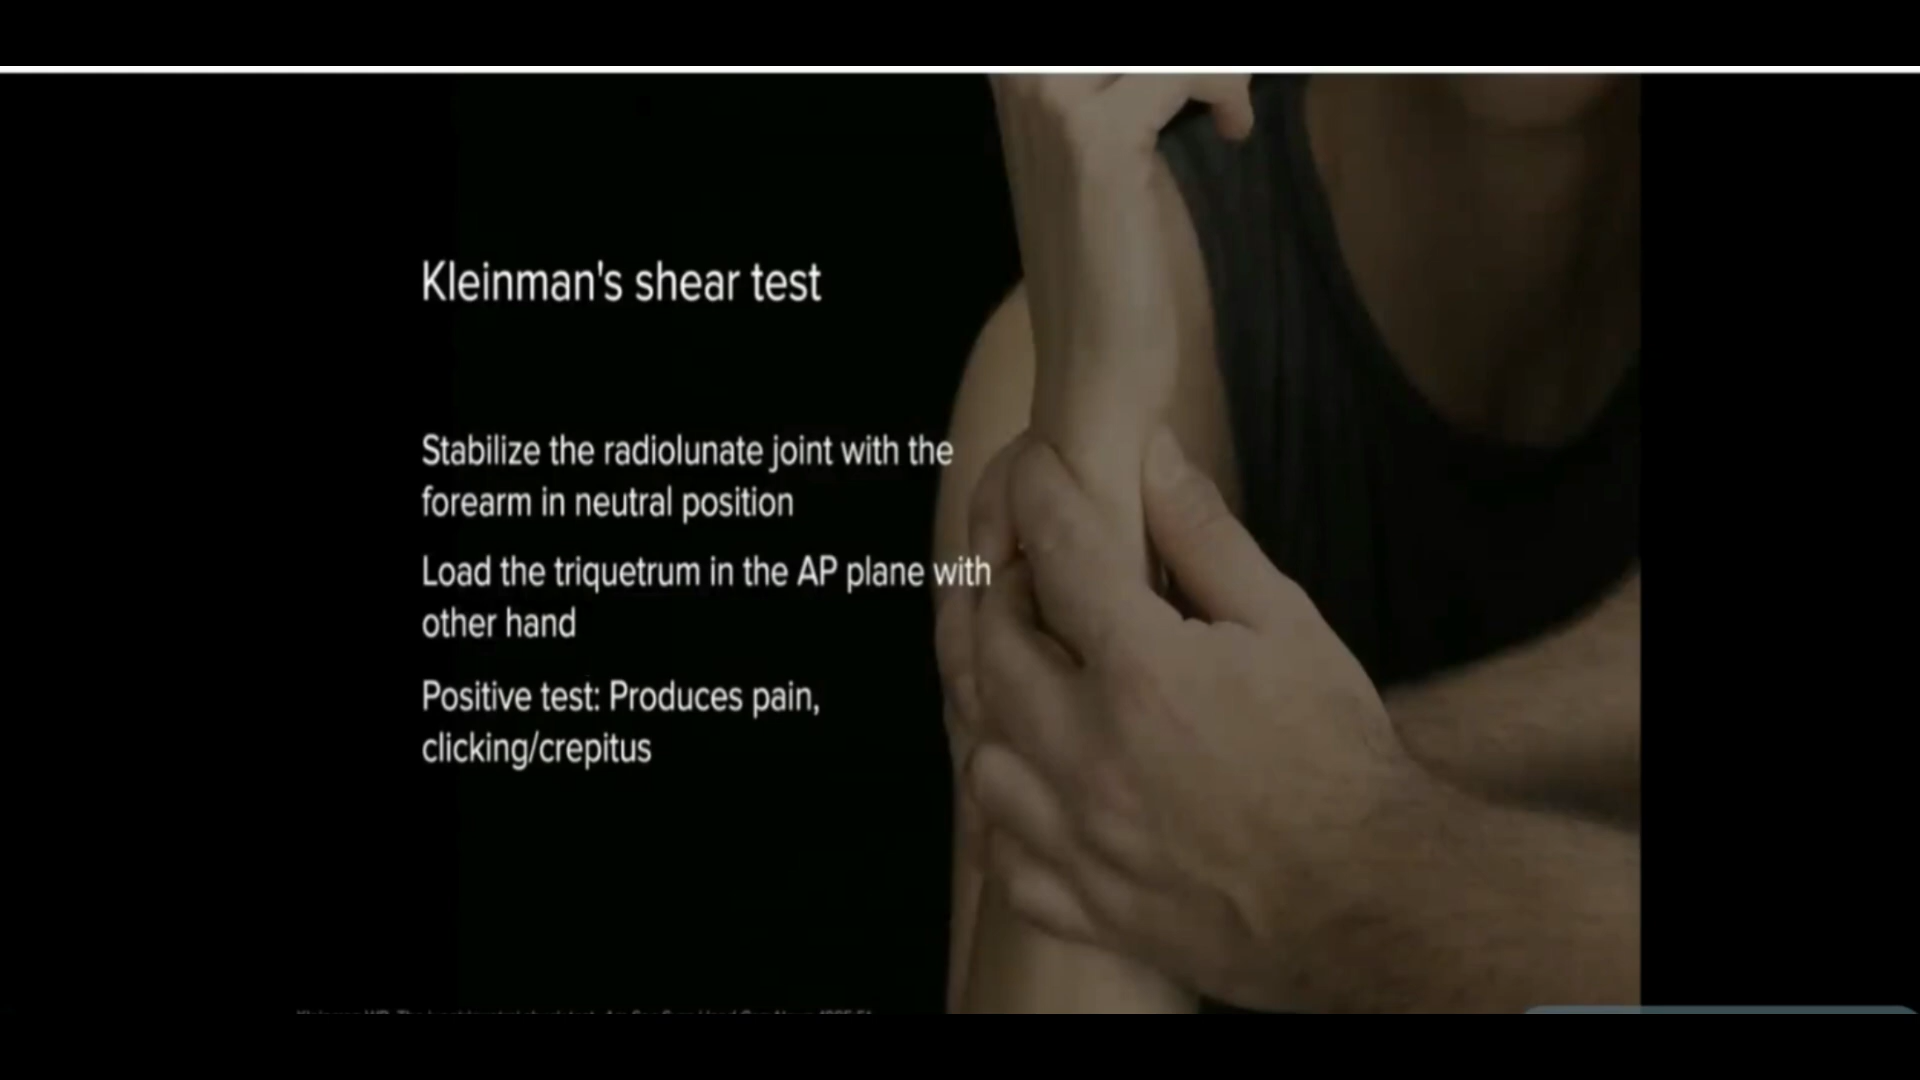 Kleinman's shear test
Stabilize the radiolunate joint with the
forearm in neutral position
Load the triquetrum in the AP plane with
other hand
Positive test: Produces pain,
clicking/crepitus